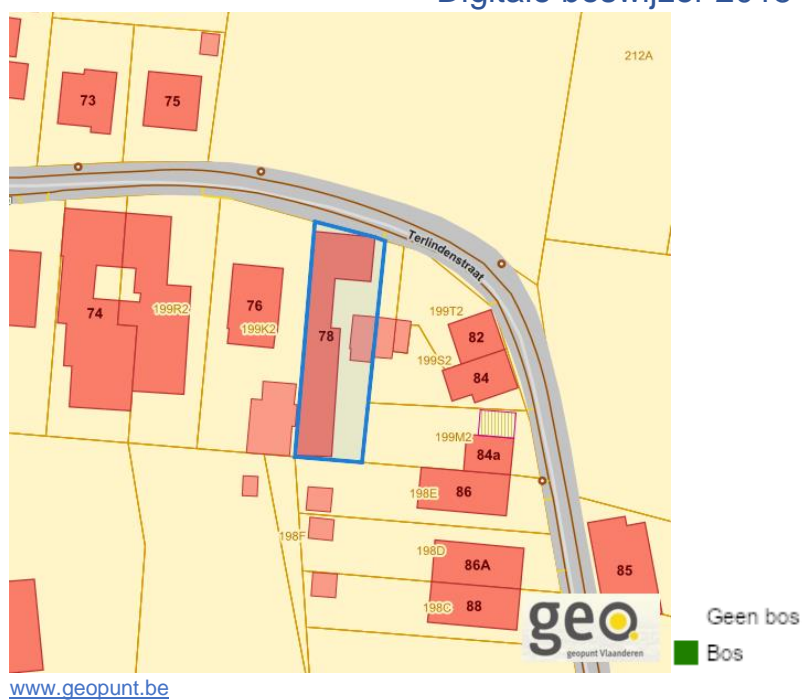 Digitale boswijzer 2015
212A
73
75
Terlindenstraat
76
199K2
74
199R2
78
199T2
82
199S2
84
199M2
84a
86
198E
198F
198D
86A
85
198C
88
geo
geopunt Vlaanderen
Geen bos
Bos
www.geopunt.be